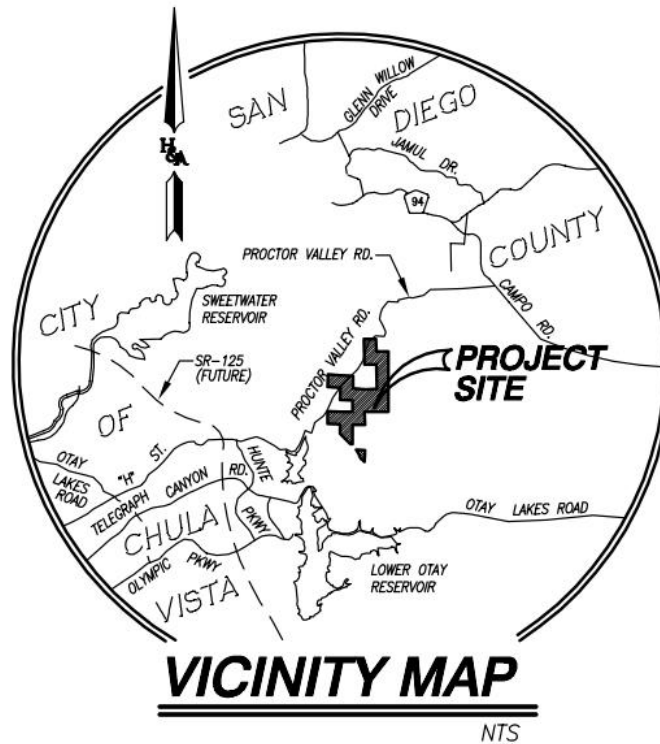 SAN
DIEGO
COUNTY
GLENN WILLOW
DRIVE
JAMUL DR.
94
H&A
PROCTOR VALLEY RD.
CAMPO RD.
CITY
OF
CHULA
VISTA
SWEETWATER
RESERVOIR
SR-125
(FUTURE)
PROCTOR VALLEY RD.
PROJECT
SITE
OTAY
LAKES
ROAD
"H" ST.
TELEGRAPH CANYON RD.
HUNTE
PKWY
OLYMPIC PKWY
OTAY LAKES ROAD
LOWER OTAY
RESERVOIR
VICINITY MAP
NTS